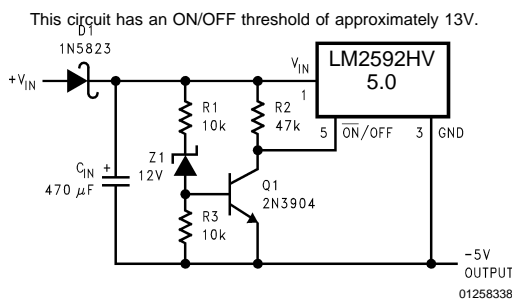 This circuit has an ON/OFF threshold of approximately 13V.
D1
1N5823
+VIN
VIN
1
LM2592HV
5.0
R1
10k
R2
47k
5
ON/OFF
3
GND
Z1
12V
CIN
+
470 μF
Q1
2N3904
R3
10k
−5V
OUTPUT
01258338